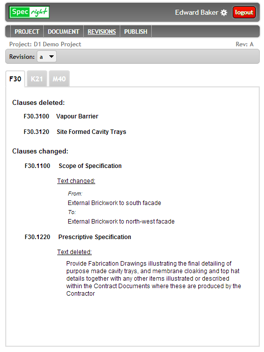 Spec right
Edward Baker logout
PROJECT DOCUMENT REVISIONS PUBLISH
Project: D1 Demo Project Rev: A
Revision: a
F30 K21 M40
Clauses deleted:
F30.3100 Vapour Barrier
F30.3120 Site Formed Cavity Trays
Clauses changed:
F30.1100 Scope of Specification
Text changed:
From:
External Brickwork to south facade
To:
External Brickwork to north-west facade
F30.1220 Prescriptive Specification
Text deleted:
Provide Fabrication Drawings illustrating the final detailing of
purpose made cavity trays, and membrane cloaking and top hat
details together with any other items illustrated or described
within the Contract Documents where these are produced by the
Contractor